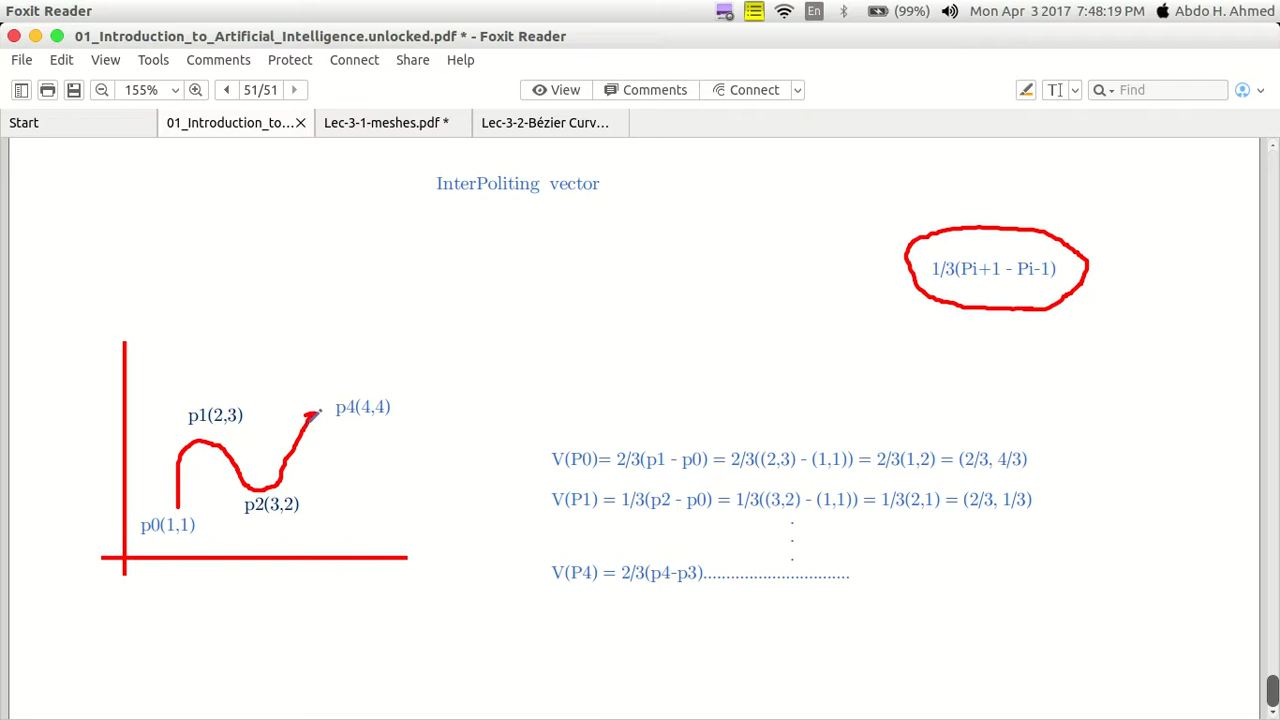 Foxit Reader En (99%) Mon Apr 3 2017 7:48:19 PM Abdo H. Ahmed
01_Introduction_to_Artificial_Intelligence.unlocked.pdf * - Foxit Reader
File Edit View Tools Comments Protect Connect Share Help
155% 51/51 View Comments Connect Find
Start 01_Introduction_to... Lec-3-1-meshes.pdf * Lec-3-2-Bézier Curv...
InterPoliting vector
1/3(Pi+1 - Pi-1)
p4(4,4)
p1(2,3)
V(P0)= 2/3(p1 - p0) = 2/3((2,3) - (1,1)) = 2/3(1,2) = (2/3, 4/3)
V(P1) = 1/3(p2 - p0) = 1/3((3,2) - (1,1)) = 1/3(2,1) = (2/3, 1/3)
p2(3,2)
p0(1,1)
.
.
.
V(P4) = 2/3(p4-p3)................................